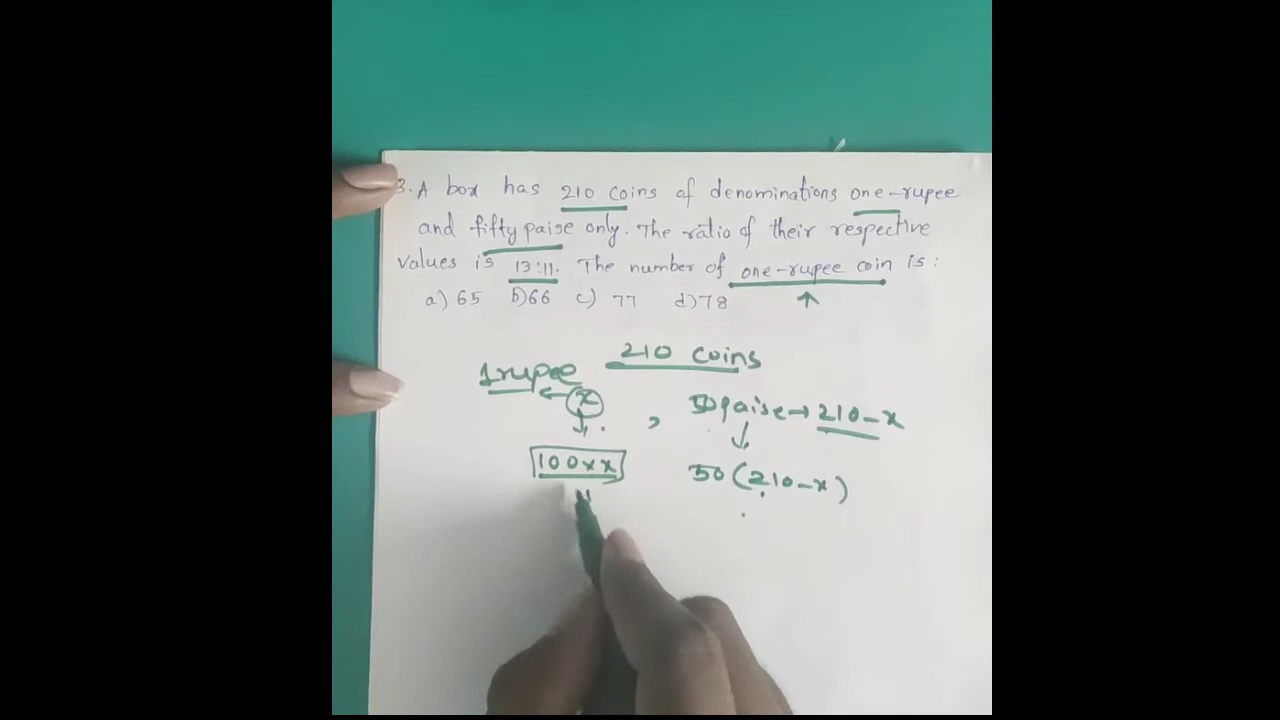 3. A box has 210 coins of denominations one-rupee
and fifty paise only. The ratio of their respective
values is 13:11. The number of one-rupee coin is:
a) 65 b) 66 c) 77 d) 78
210 coins
1 rupee
x , 50 paise → 210-x
100×x 50(210-x)